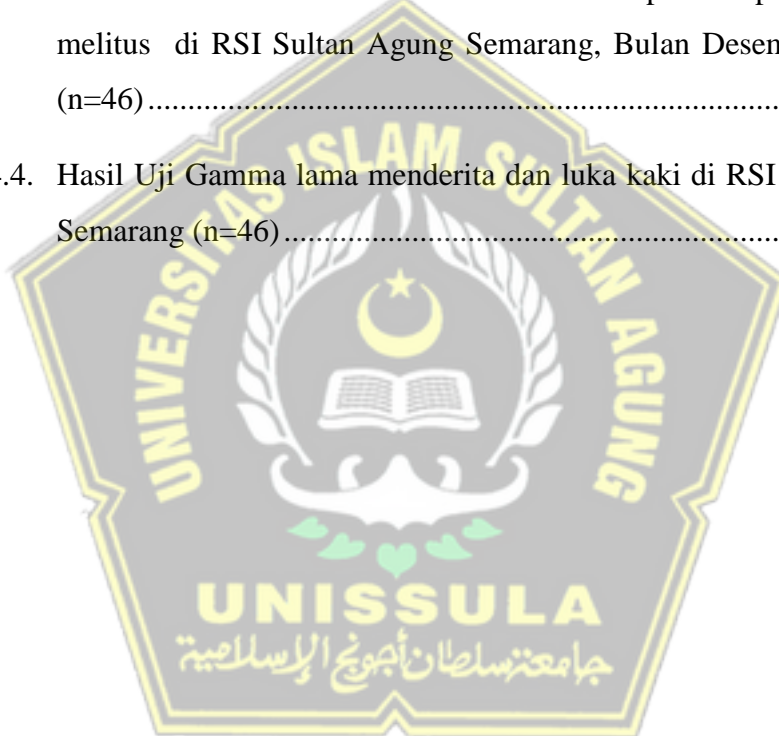 melitus di RSI Sultan Agung Semarang, Bulan Desem
(n=46)
4.4. Hasil Uji Gamma lama menderita dan luka kaki di RSI
Semarang (n=46)
UNIVERSITAS ISLAM SULTAN AGUNG
UNISSULA
جامعة سلطان أجونج الإسلامية